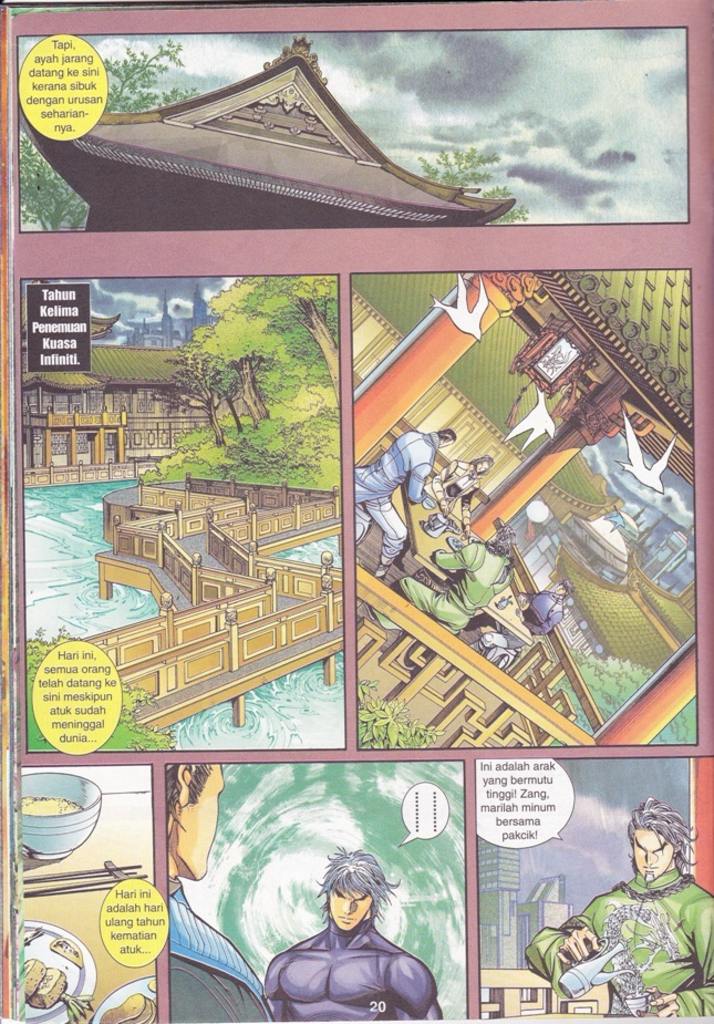 Tapi,
ayah jarang
datang ke sini
kerana sibuk
dengan urusan
seharian-
nya.
Tahun
Kelima
Penemuan
Kuasa
Infiniti.
Hari ini,
semua orang
telah datang ke
sini meskipun
atuk sudah
meninggal
dunia...
Hari ini
adalah hari
ulang tahun
kematian
atuk...
Ini adalah arak
yang bermutu
tinggi! Zang,
marilah minum
bersama
pakcik!
20